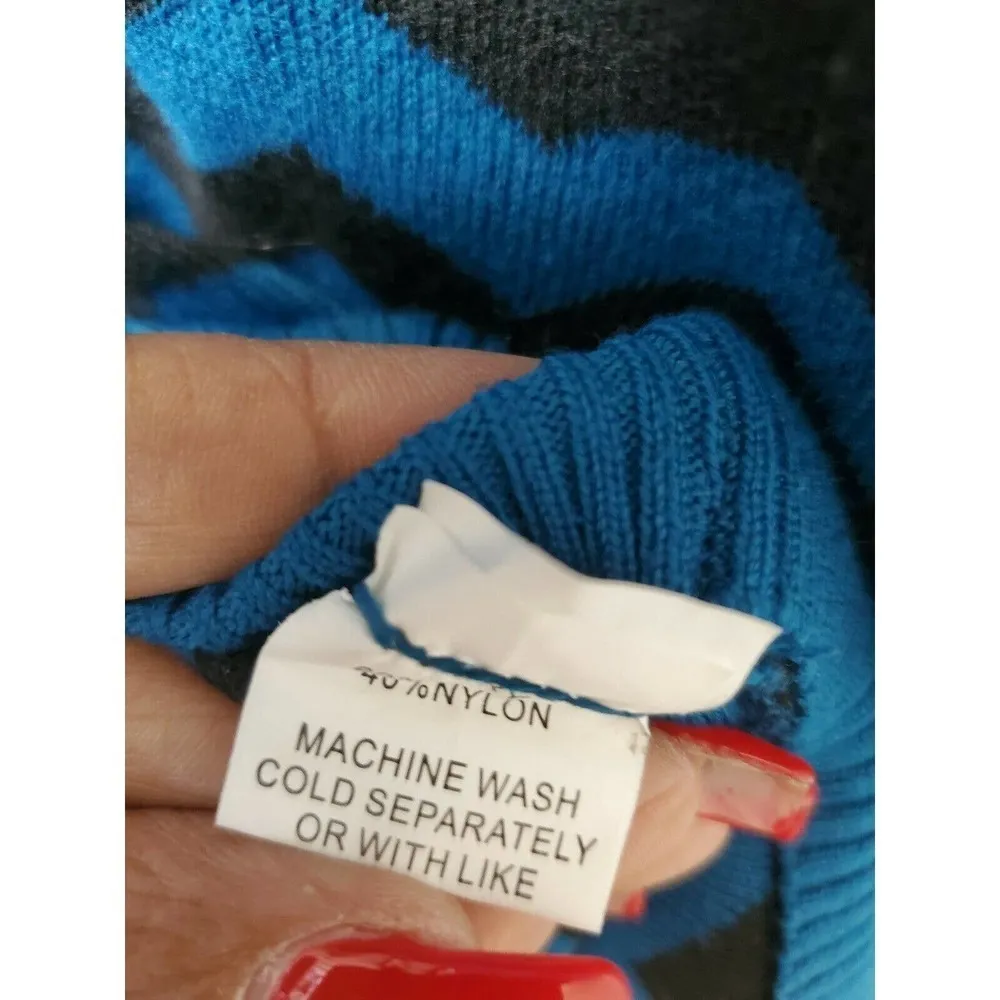 40%NYLON
MACHINE WASH
COLD SEPARATELY
OR WITH LIKE